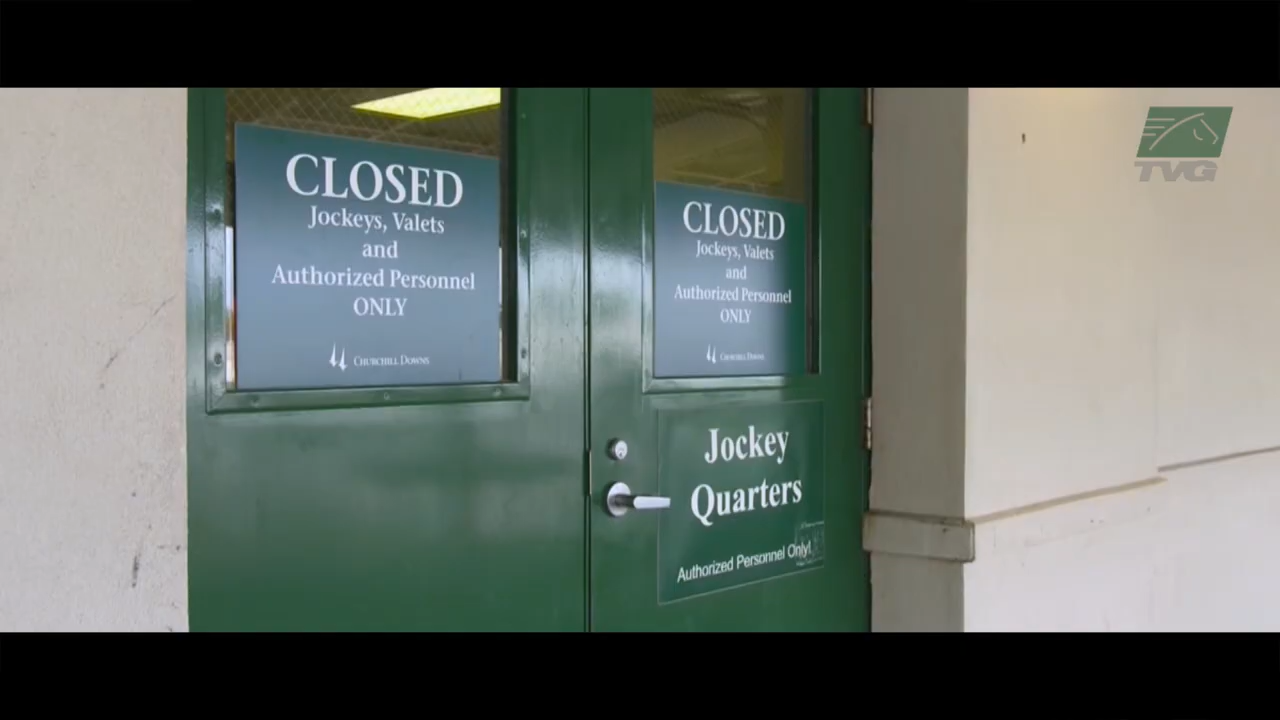 CLOSED
Jockeys, Valets
and
Authorized Personnel
ONLY
CHURCHILL DOWNS
CLOSED
Jockeys, Valets
and
Authorized Personnel
ONLY
CHURCHILL DOWNS
Jockey
Quarters
Authorized Personnel Only!
TVG